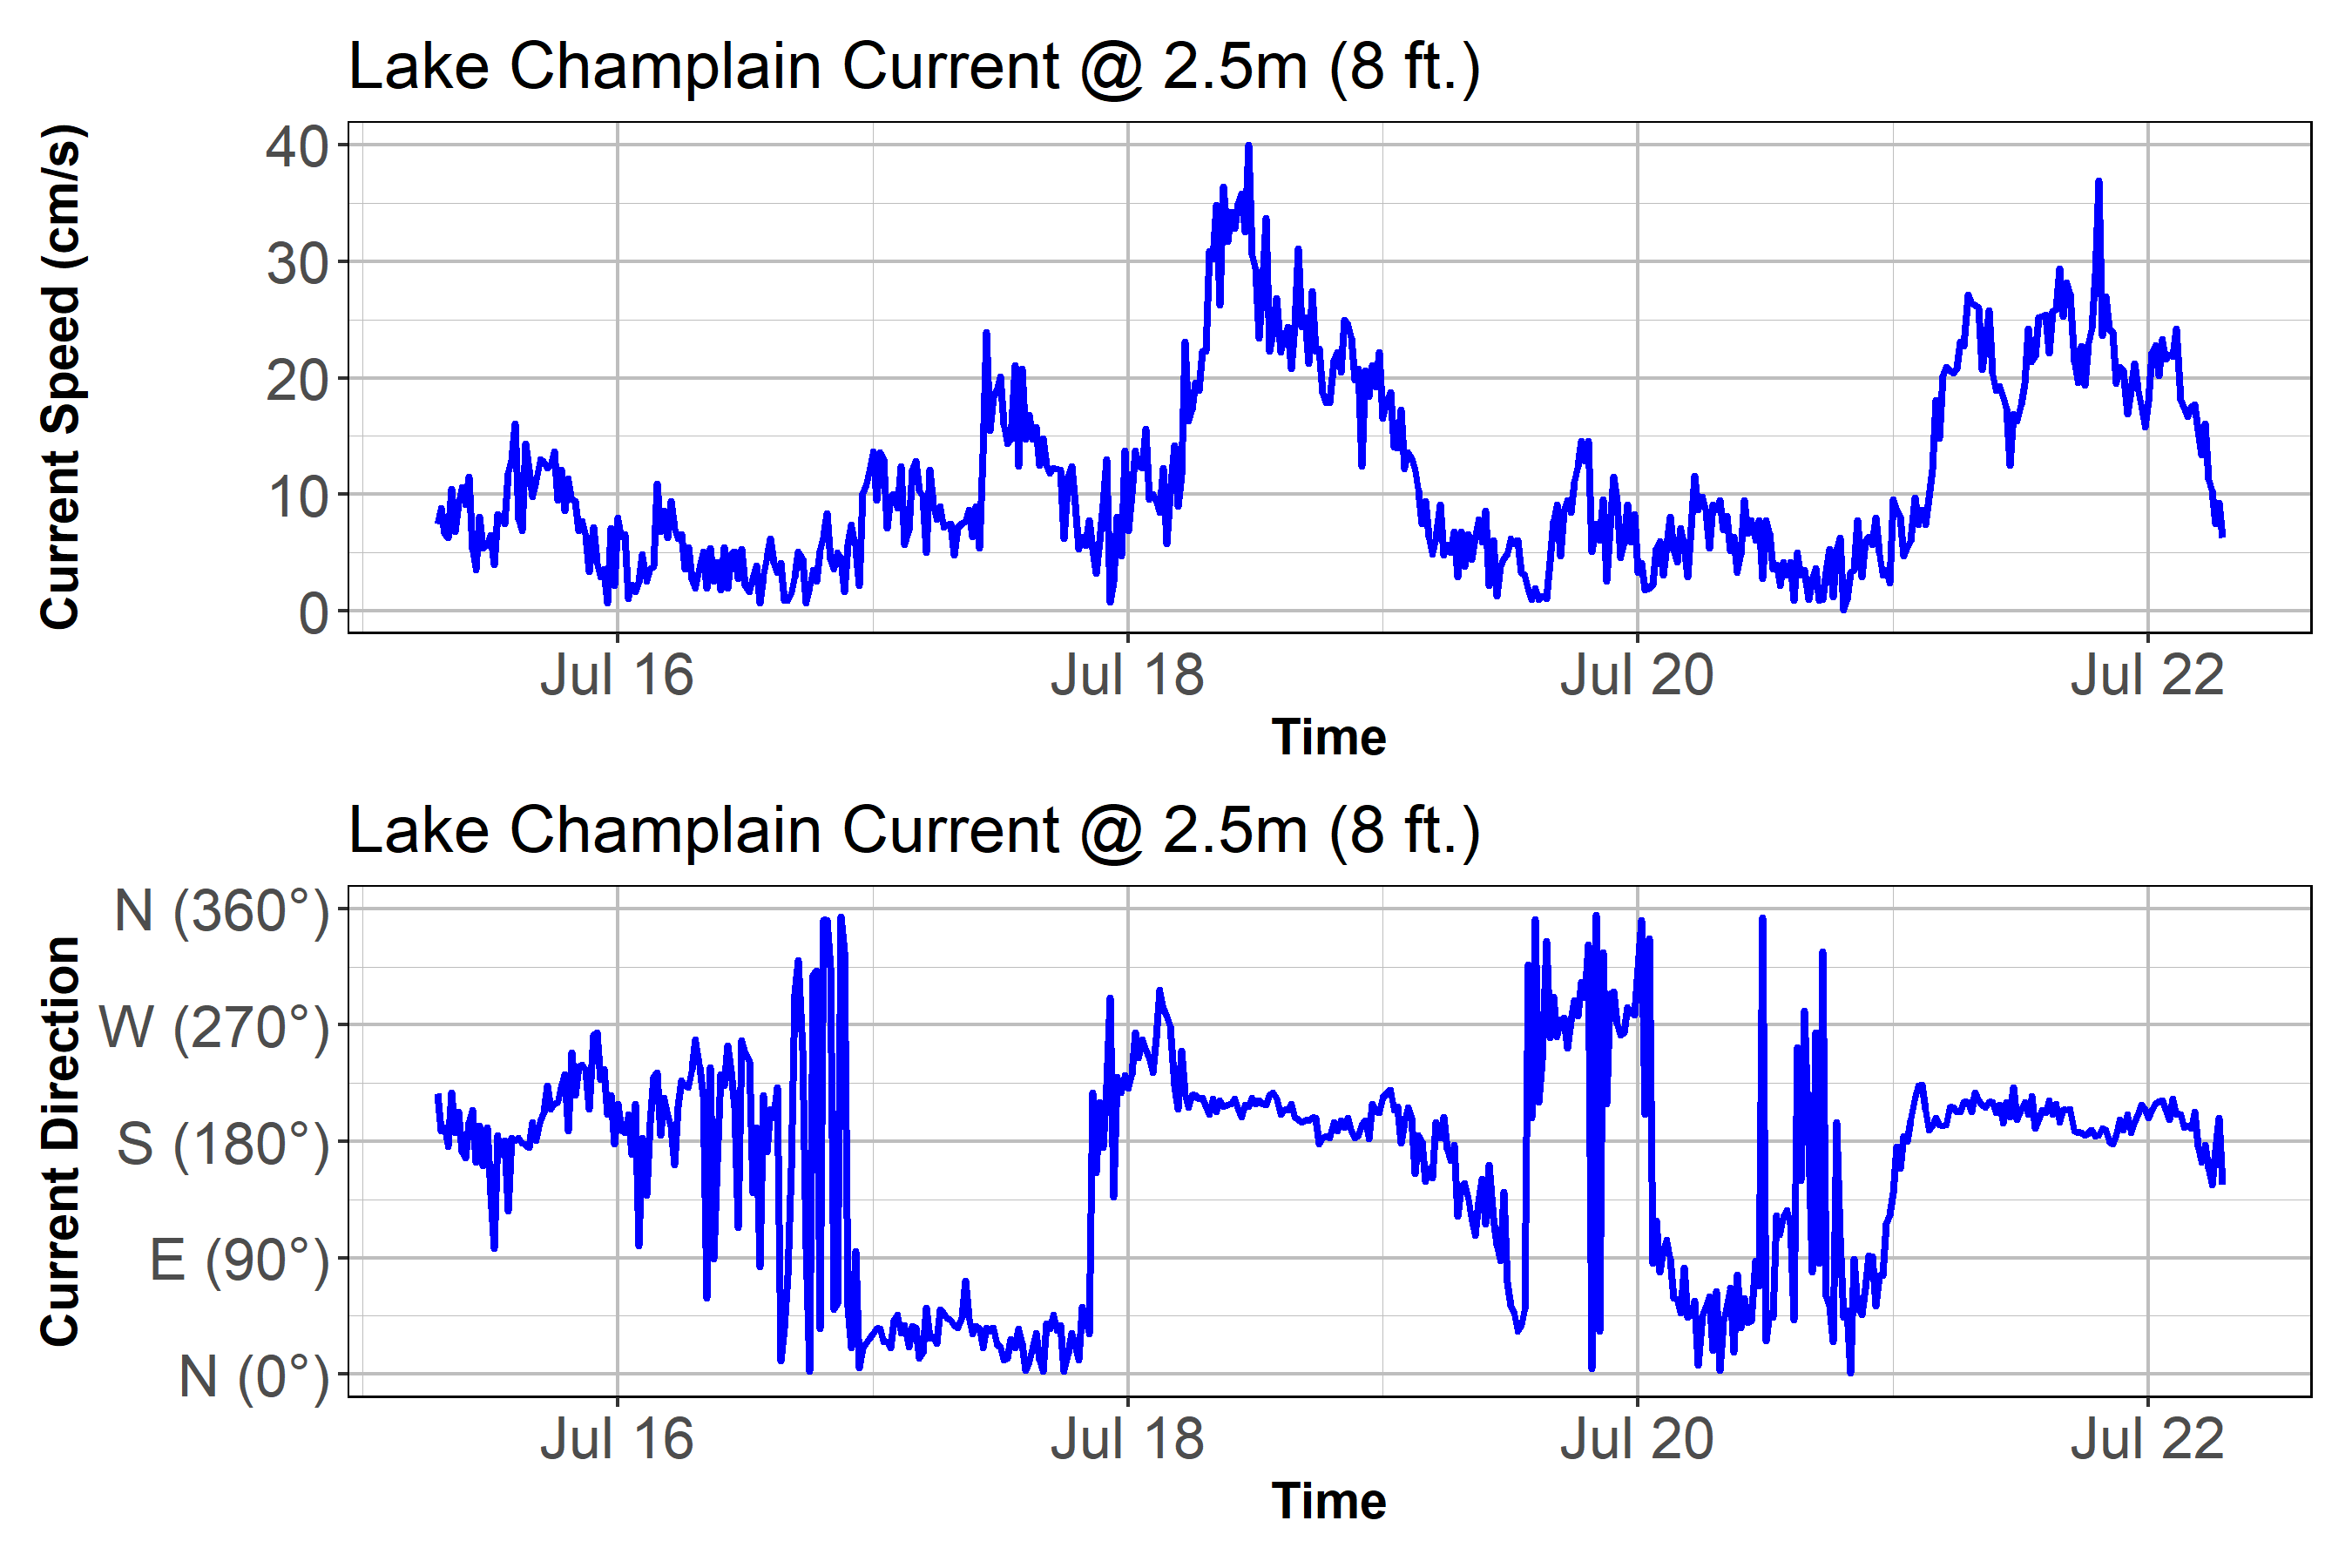 Lake Champlain Current @ 2.5m (8 ft.)
Current Speed (cm/s)
40
30
20
10
0
Jul 16
Jul 18
Jul 20
Jul 22
Time
Lake Champlain Current @ 2.5m (8 ft.)
Current Direction
N (360°)
W (270°)
S (180°)
E (90°)
N (0°)
Jul 16
Jul 18
Jul 20
Jul 22
Time